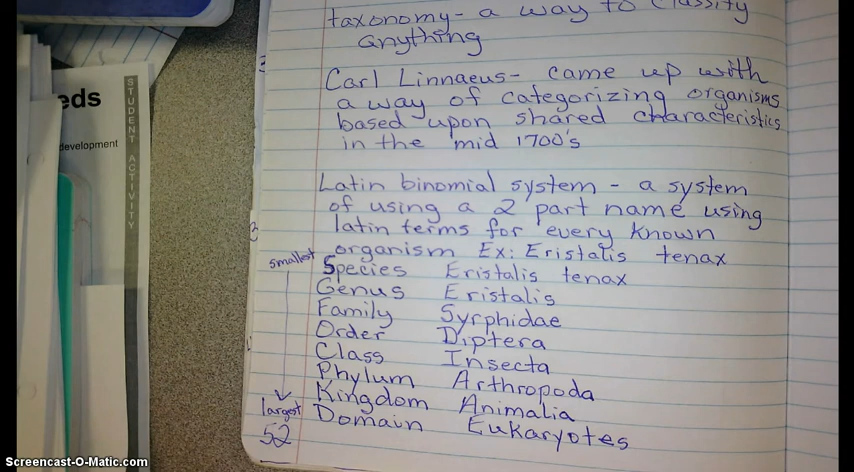 taxonomy- a way to classify
anything
Carl Linnaeus- came up with
a way of categorizing organisms
based upon shared characteristics
in the mid 1700's
Latin binomial system - a system
of using a 2 part name using
latin terms for every known
organism Ex: Eristalis tenax
smallest
Species Eristalis tenax
Genus Eristalis
Family Syrphidae
Order Diptera
Class Insecta
Phylum Arthropoda
Kingdom Animalia
largest
Domain Eukaryotes
52
eds
development
STUDENT ACTIVITY
Screencast-O-Matic.com